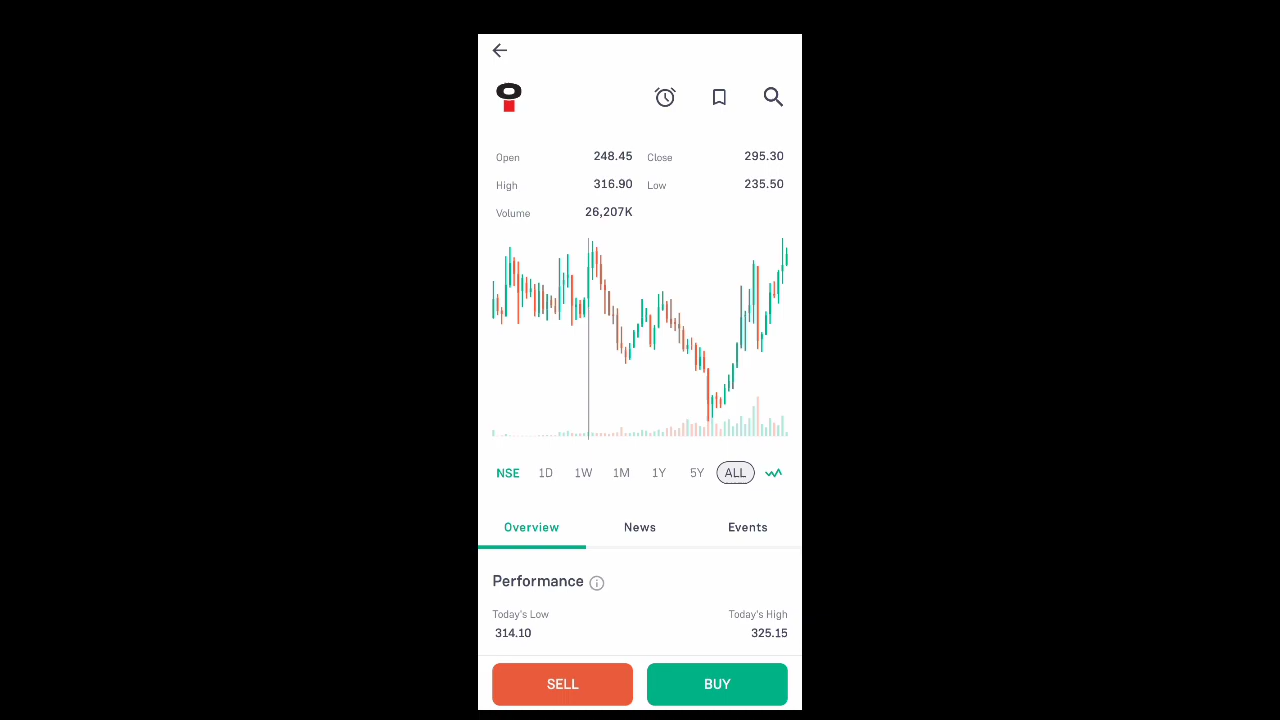 Open 248.45 Close 295.30
High 316.90 Low 235.50
Volume 26,207K
NSE 1D 1W 1M 1Y 5Y ALL
Overview News Events
Performance
Today's Low Today's High
314.10 325.15
SELL BUY